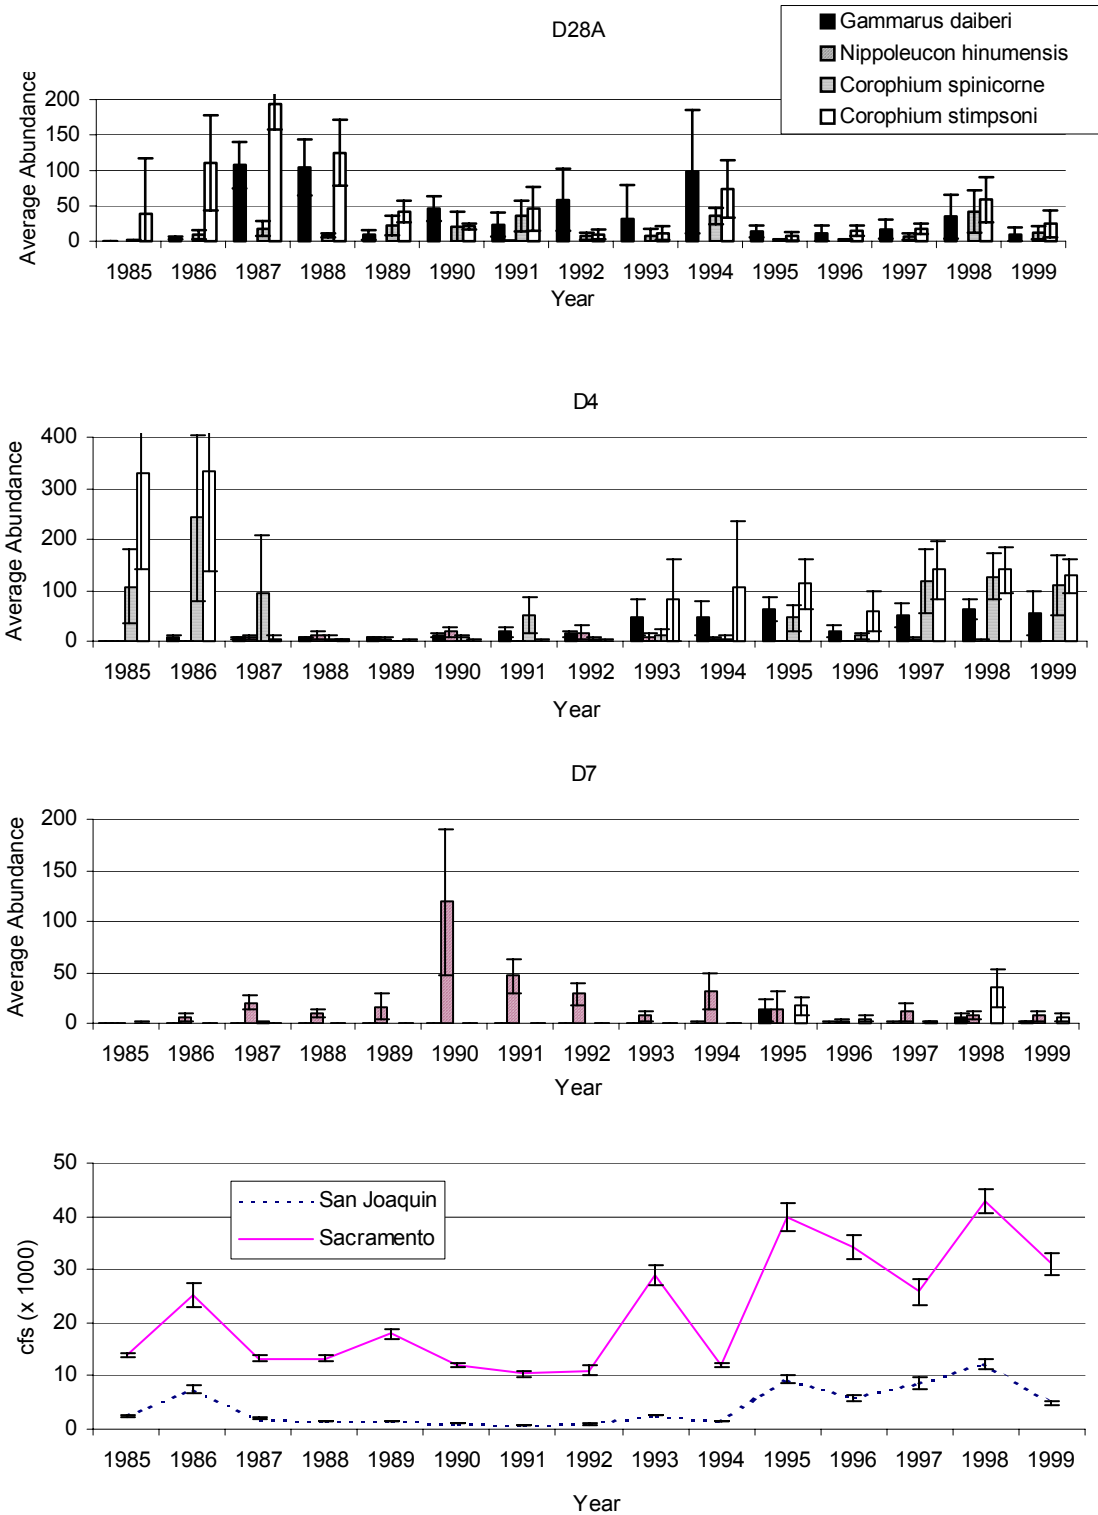 D28A
Gammarus daiberi
Nippoleucon hinumensis
Corophium spinicorne
Corophium stimpsoni
Average Abundance
200
150
100
50
0
1985 1986 1987 1988 1989 1990 1991 1992 1993 1994 1995 1996 1997 1998 1999
Year
D4
Average Abundance
400
300
200
100
0
1985 1986 1987 1988 1989 1990 1991 1992 1993 1994 1995 1996 1997 1998 1999
Year
D7
Average Abundance
200
150
100
50
0
1985 1986 1987 1988 1989 1990 1991 1992 1993 1994 1995 1996 1997 1998 1999
Year
cfs (x 1000)
50
40
30
20
10
0
San Joaquin
Sacramento
1985 1986 1987 1988 1989 1990 1991 1992 1993 1994 1995 1996 1997 1998 1999
Year